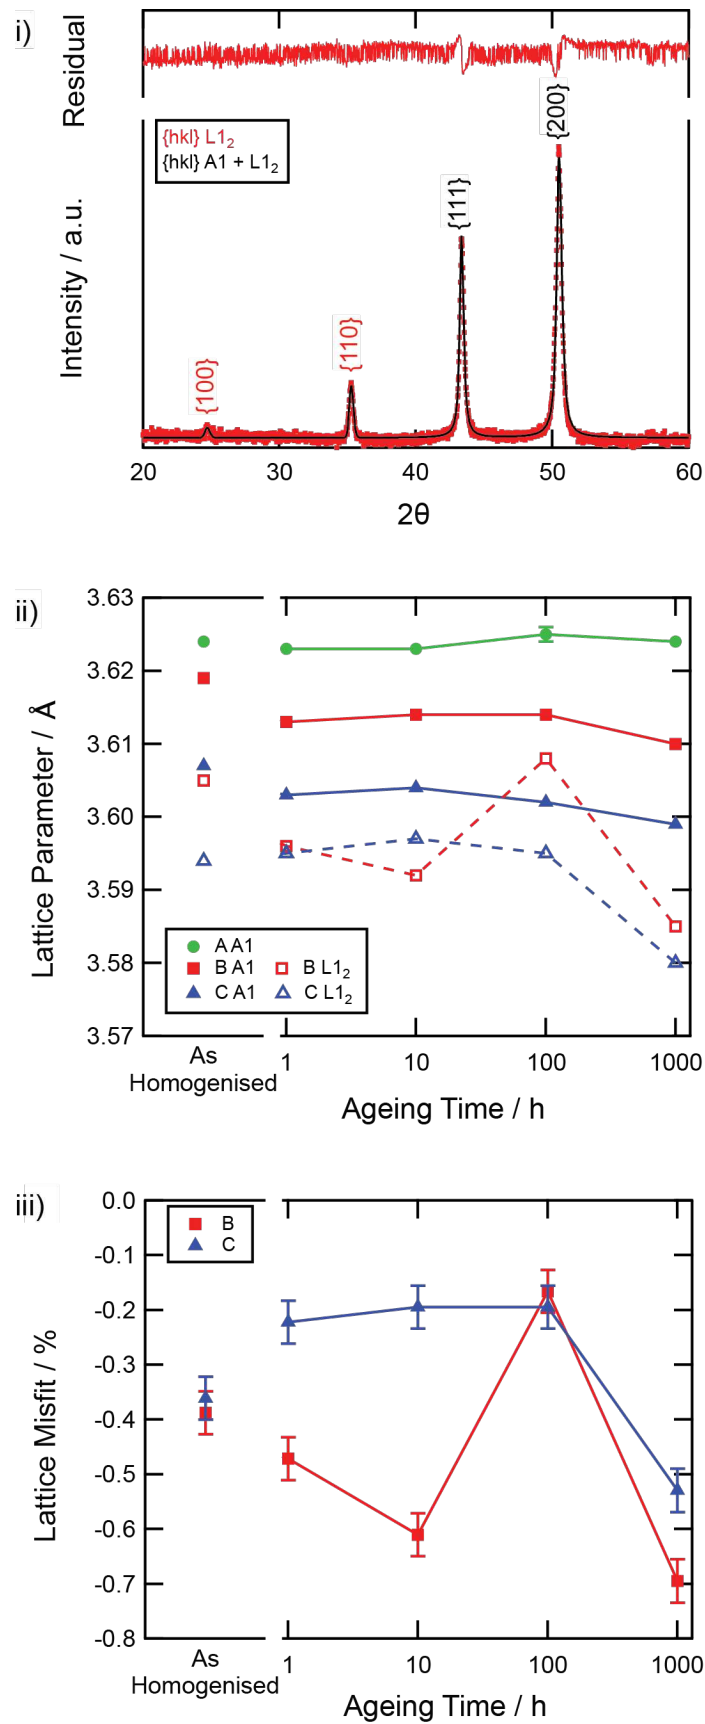 i)
Residual
{hkl} L1₂
{hkl} A1 + L1₂
{100}
{110}
{111}
{200}
Intensity / a.u.
20 30 40 50 60
2θ
ii)
3.63
3.62
3.61
3.60
3.59
3.58
3.57
Lattice Parameter / Å
A A1
B A1 B L1₂
C A1 C L1₂
As
Homogenised
1 10 100 1000
Ageing Time / h
iii)
0.0
-0.1
-0.2
-0.3
-0.4
-0.5
-0.6
-0.7
-0.8
Lattice Misfit / %
B
C
As
Homogenised
1 10 100 1000
Ageing Time / h